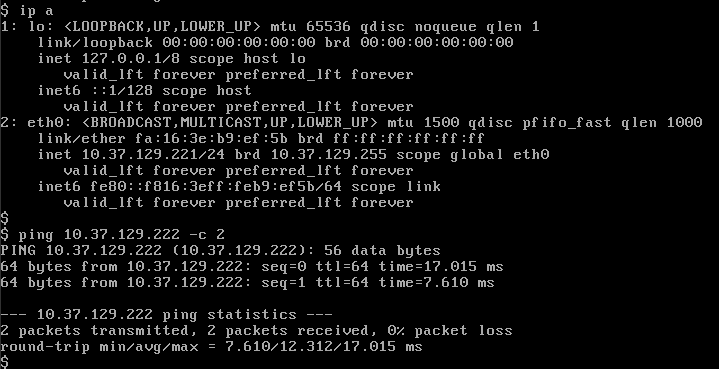 $ ip a
1: lo: <LOOPBACK,UP,LOWER_UP> mtu 65536 qdisc noqueue qlen 1
    link/loopback 00:00:00:00:00:00 brd 00:00:00:00:00:00
    inet 127.0.0.1/8 scope host lo
       valid_lft forever preferred_lft forever
    inet6 ::1/128 scope host
       valid_lft forever preferred_lft forever
2: eth0: <BROADCAST,MULTICAST,UP,LOWER_UP> mtu 1500 qdisc pfifo_fast qlen 1000
    link/ether fa:16:3e:b9:ef:5b brd ff:ff:ff:ff:ff:ff
    inet 10.37.129.221/24 brd 10.37.129.255 scope global eth0
       valid_lft forever preferred_lft forever
    inet6 fe80::f816:3eff:feb9:ef5b/64 scope link
       valid_lft forever preferred_lft forever
$
$ ping 10.37.129.222 -c 2
PING 10.37.129.222 (10.37.129.222): 56 data bytes
64 bytes from 10.37.129.222: seq=0 ttl=64 time=17.015 ms
64 bytes from 10.37.129.222: seq=1 ttl=64 time=7.610 ms

--- 10.37.129.222 ping statistics ---
2 packets transmitted, 2 packets received, 0% packet loss
round-trip min/avg/max = 7.610/12.312/17.015 ms
$